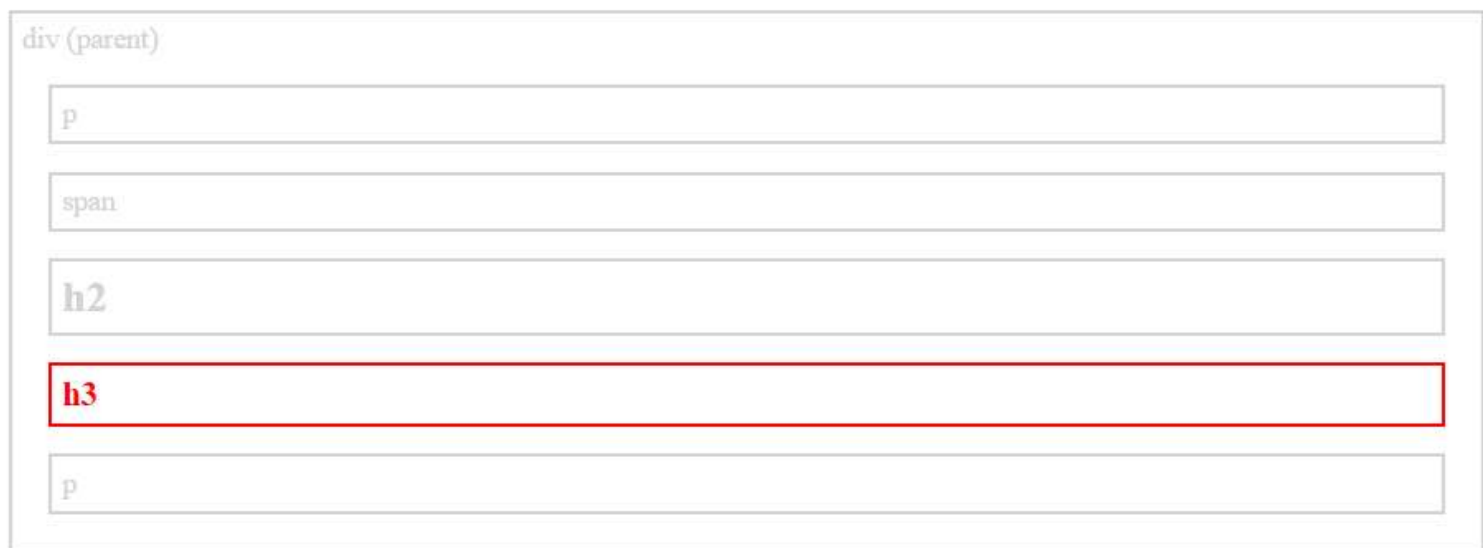 div (parent)
p
span
h2
h3
p